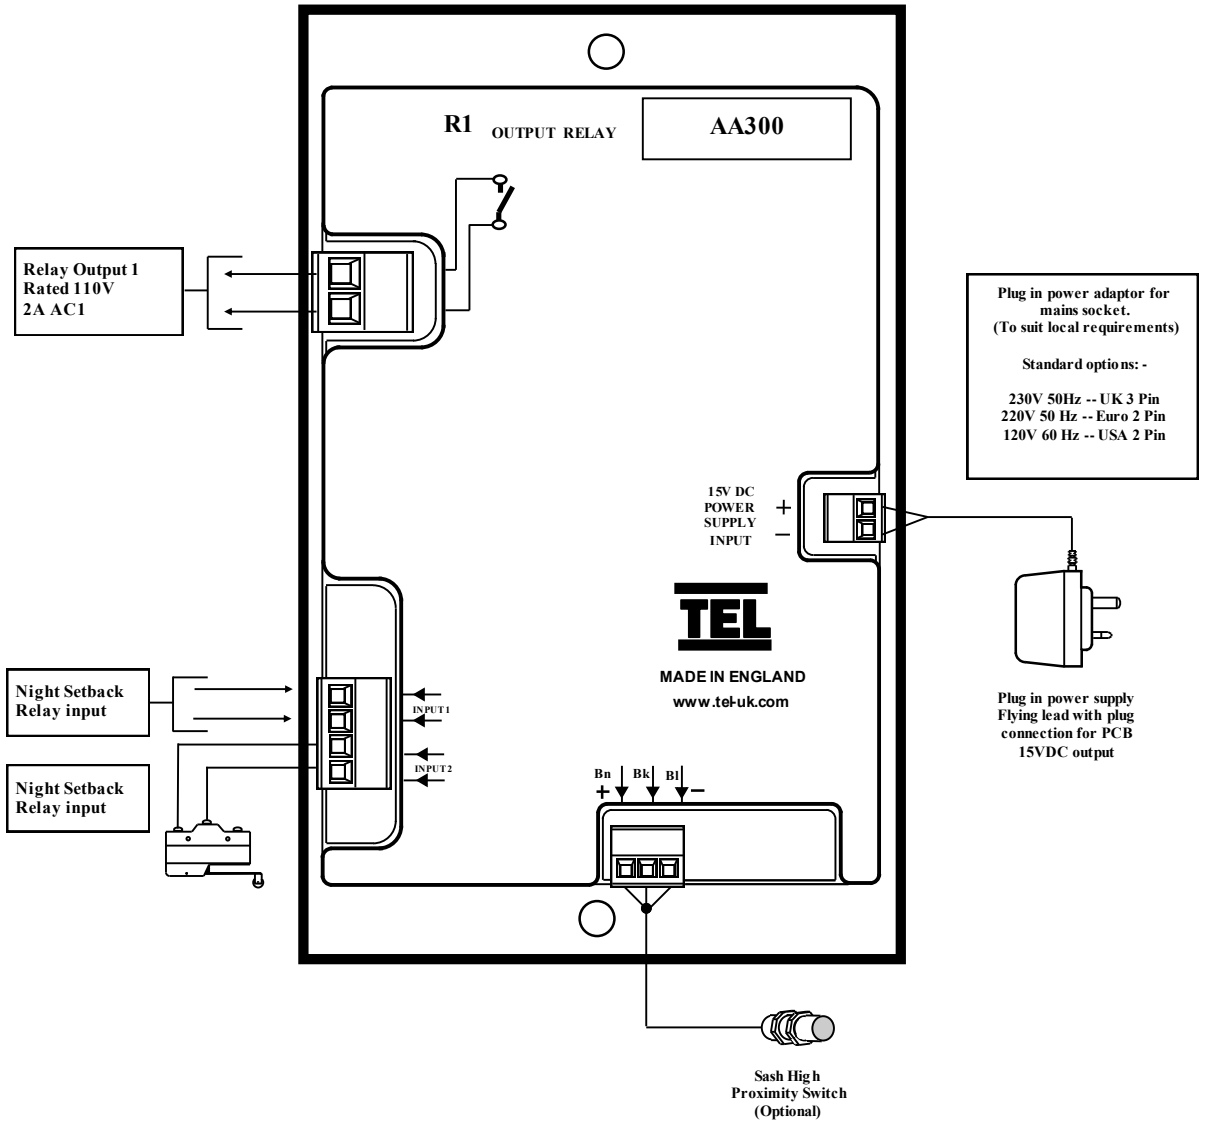 R1 OUTPUT RELAY
AA300
Relay Output 1
Rated 110V
2A AC1
Plug in power adaptor for
mains socket.
(To suit local requirements)
Standard options: -
230V 50Hz -- UK 3 Pin
220V 50 Hz -- Euro 2 Pin
120V 60 Hz -- USA 2 Pin
15V DC
POWER
SUPPLY
INPUT
+
−
TEL
MADE IN ENGLAND
www.tel-uk.com
Plug in power supply
Flying lead with plug
connection for PCB
15VDC output
Night Setback
Relay input
INPUT1
INPUT2
Night Setback
Relay input
Bn Bk Bl
+ −
Sash High
Proximity Switch
(Optional)